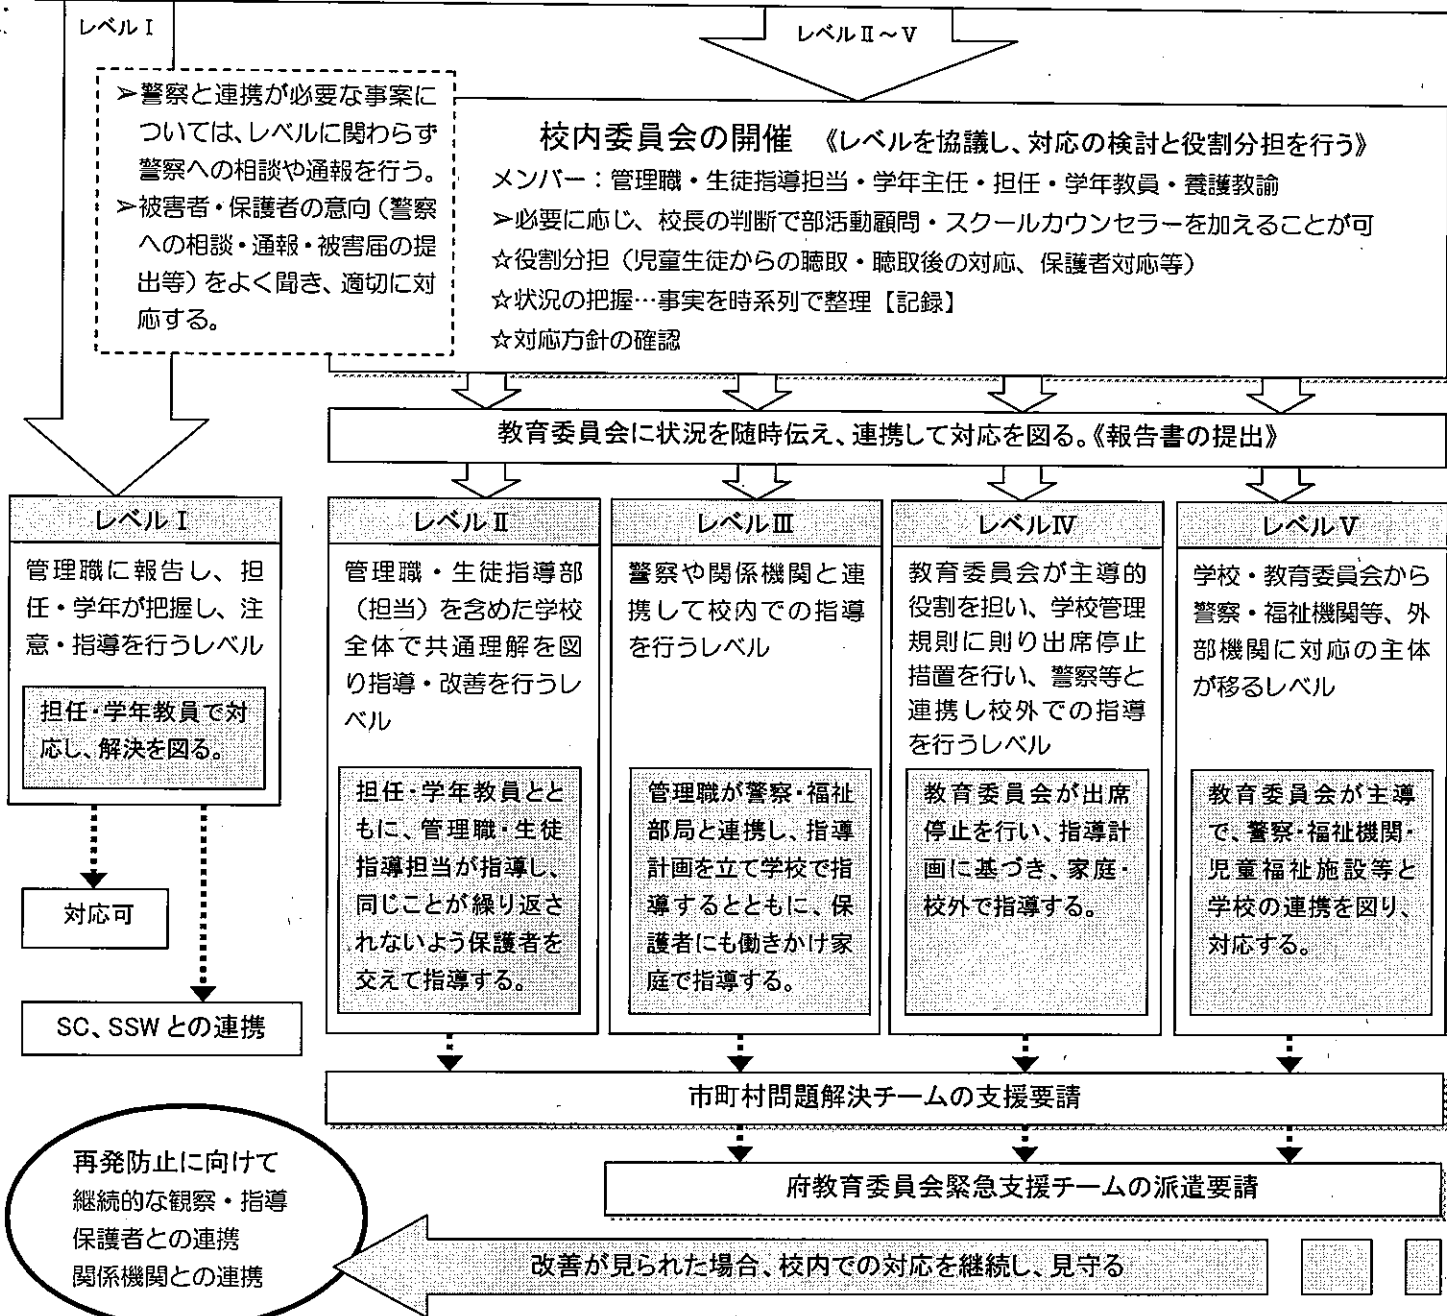 レベルⅠ
レベルⅡ～Ⅴ
➢警察と連携が必要な事案に
ついては、レベルに関わらず
警察への相談や通報を行う。
➢被害者・保護者の意向（警察
への相談・通報・被害届の提
出等）をよく聞き、適切に対
応する。
校内委員会の開催 《レベルを協議し、対応の検討と役割分担を行う》
メンバー：管理職・生徒指導担当・学年主任・担任・学年教員・養護教諭
➢必要に応じ、校長の判断で部活動顧問・スクールカウンセラーを加えることが可
☆役割分担（児童生徒からの聴取・聴取後の対応、保護者対応等）
☆状況の把握…事実を時系列で整理【記録】
☆対応方針の確認
教育委員会に状況を随時伝え、連携して対応を図る。《報告書の提出》
レベルⅠ
管理職に報告し、担
任・学年が把握し、注
意・指導を行うレベル
担任・学年教員で対
応し、解決を図る。
対応可
SC、SSWとの連携
レベルⅡ
管理職・生徒指導部
（担当）を含めた学校
全体で共通理解を図
り指導・改善を行うレ
ベル
担任・学年教員とと
もに、管理職・生徒
指導担当が指導し、
同じことが繰り返さ
れないよう保護者を
交えて指導する。
レベルⅢ
警察や関係機関と連
携して校内での指導
を行うレベル
管理職が警察・福祉
部局と連携し、指導
計画を立て学校で指
導するとともに、保
護者にも働きかけ家
庭で指導する。
レベルⅣ
教育委員会が主導的
役割を担い、学校管理
規則に則り出席停止
措置を行い、警察等と
連携し校外での指導
を行うレベル
教育委員会が出席
停止を行い、指導計
画に基づき、家庭・
校外で指導する。
レベルⅤ
学校・教育委員会から
警察・福祉機関等、外
部機関に対応の主体
が移るレベル
教育委員会が主導
で、警察・福祉機関・
児童福祉施設等と
学校の連携を図り、
対応する。
市町村問題解決チームの支援要請
府教育委員会緊急支援チームの派遣要請
改善が見られた場合、校内での対応を継続し、見守る
再発防止に向けて
継続的な観察・指導
保護者との連携
関係機関との連携